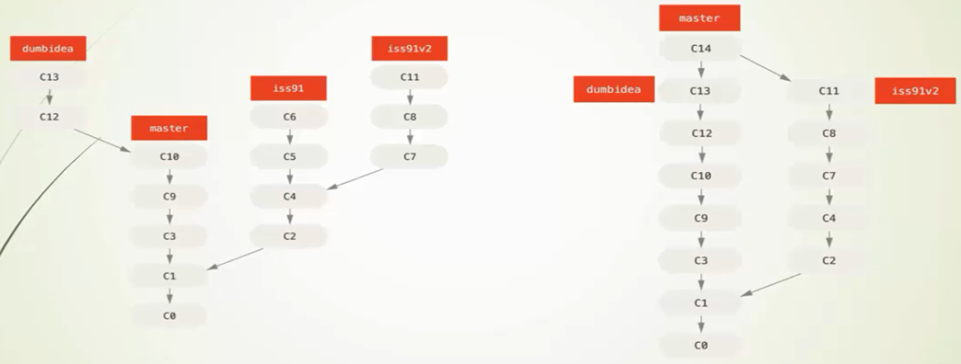 dumbidea
C13
C12
master
C10
C9
C3
C1
C0
iss91
C6
C5
C4
C2
iss91v2
C11
C8
C7
master
C14
dumbidea
C13
C12
C10
C9
C3
C1
C0
C11
iss91v2
C8
C7
C4
C2